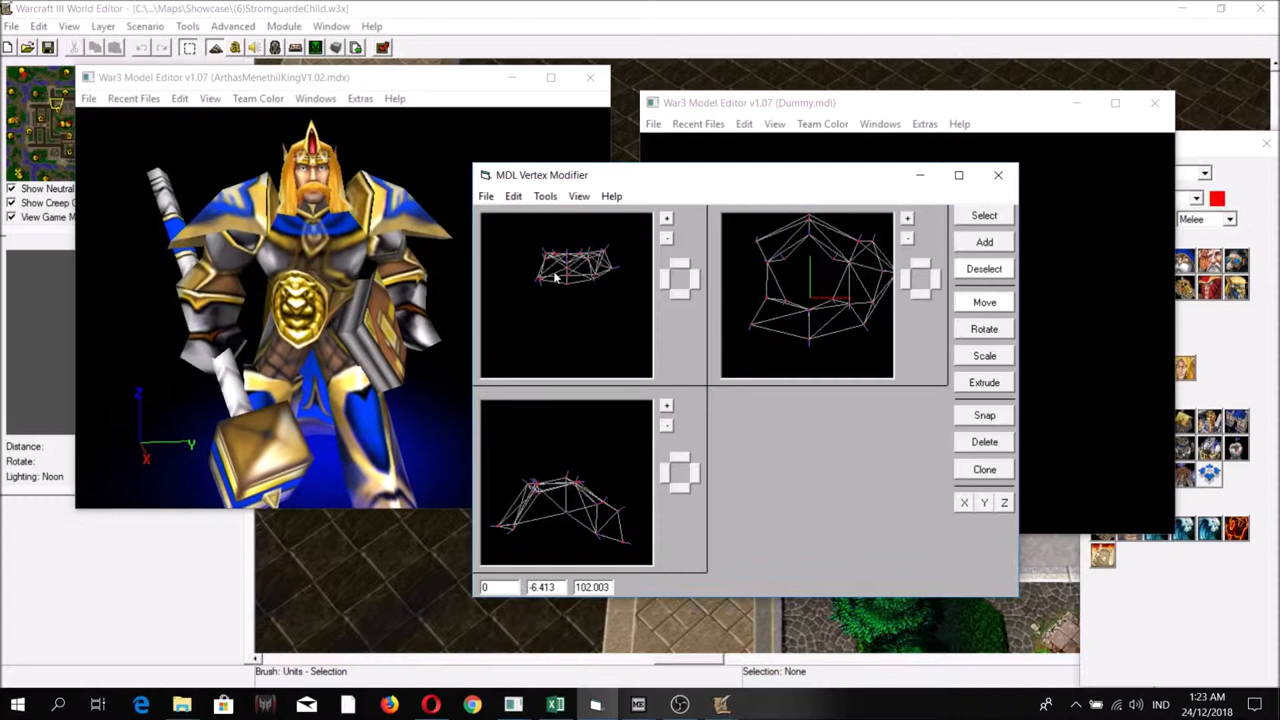 Warcraft III World Editor - [C:\...\Maps\Showcase\(6)StromguardeChild.w3x]
File Edit View Layer Scenario Tools Advanced Module Window Help
War3 Model Editor v1.07 (ArthasMenethilKingV1.02.mdx)
File Recent Files Edit View Team Color Windows Extras Help
War3 Model Editor v1.07 (Dummy.mdl)
File Recent Files Edit View Team Color Windows Extras Help
MDL Vertex Modifier
File Edit Tools View Help
Show Neutral
Show Creep C
View Game M
Melee
+
-
+
-
+
-
Select
Add
Deselect
Move
Rotate
Scale
Extrude
Snap
Delete
Clone
X Y Z
Z
Y
X
0 -6.413 102.003
Distance:
Rotate:
Lighting: Noon
Brush: Units - Selection
Selection: None
ME
IND
1:23 AM
24/12/2018